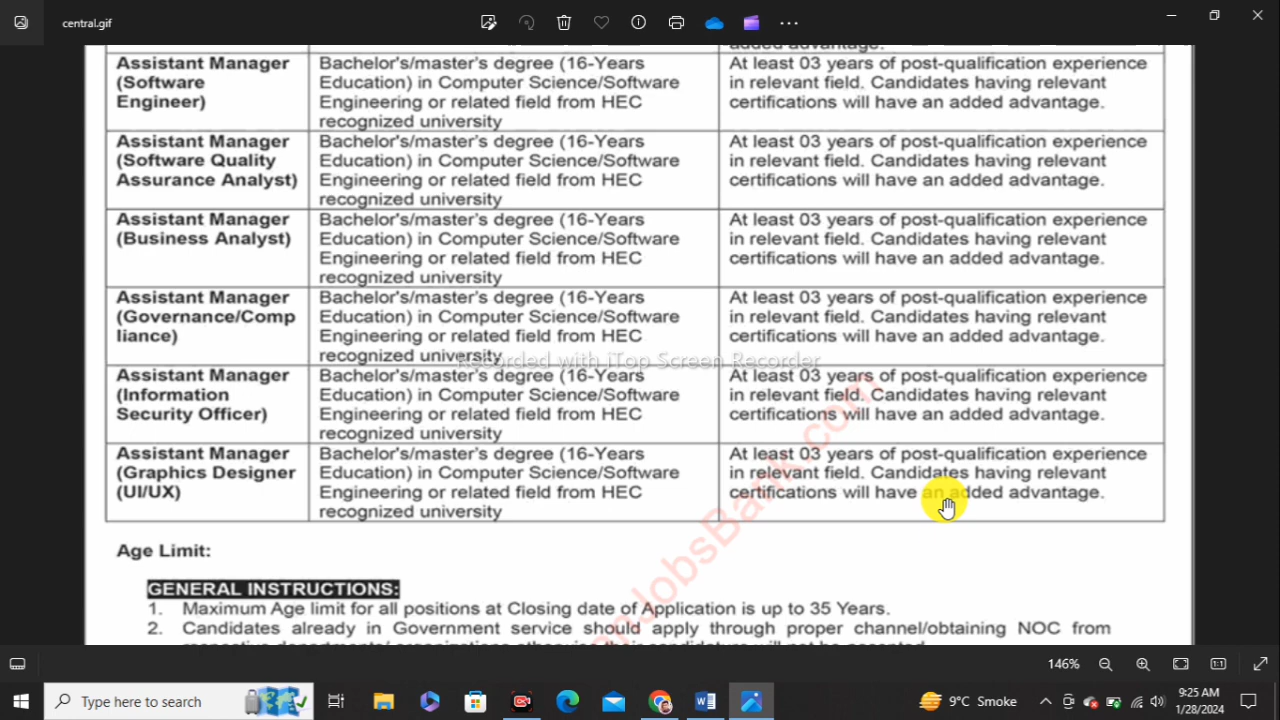 central.gif
added advantage.
Assistant Manager
(Software
Engineer)
Bachelor's/master's degree (16-Years
Education) in Computer Science/Software
Engineering or related field from HEC
recognized university
At least 03 years of post-qualification experience
in relevant field. Candidates having relevant
certifications will have an added advantage.
Assistant Manager
(Software Quality
Assurance Analyst)
Bachelor's/master's degree (16-Years
Education) in Computer Science/Software
Engineering or related field from HEC
recognized university
At least 03 years of post-qualification experience
in relevant field. Candidates having relevant
certifications will have an added advantage.
Assistant Manager
(Business Analyst)
Bachelor's/master's degree (16-Years
Education) in Computer Science/Software
Engineering or related field from HEC
recognized university
At least 03 years of post-qualification experience
in relevant field. Candidates having relevant
certifications will have an added advantage.
Assistant Manager
(Governance/Comp
liance)
Bachelor's/master's degree (16-Years
Education) in Computer Science/Software
Engineering or related field from HEC
recognized university
At least 03 years of post-qualification experience
in relevant field. Candidates having relevant
certifications will have an added advantage.
Recorded with iTop Screen Recorder
Assistant Manager
(Information
Security Officer)
Bachelor's/master's degree (16-Years
Education) in Computer Science/Software
Engineering or related field from HEC
recognized university
At least 03 years of post-qualification experience
in relevant field. Candidates having relevant
certifications will have an added advantage.
Assistant Manager
(Graphics Designer
(UI/UX)
Bachelor's/master's degree (16-Years
Education) in Computer Science/Software
Engineering or related field from HEC
recognized university
At least 03 years of post-qualification experience
in relevant field. Candidates having relevant
certifications will have an added advantage.
Age Limit:
GENERAL INSTRUCTIONS:
1. Maximum Age limit for all positions at Closing date of Application is up to 35 Years.
2. Candidates already in Government service should apply through proper channel/obtaining NOC from
respective departments/ organizations otherwise their candidature will not be accepted.
146%
Type here to search
9°C Smoke
9:25 AM
1/28/2024